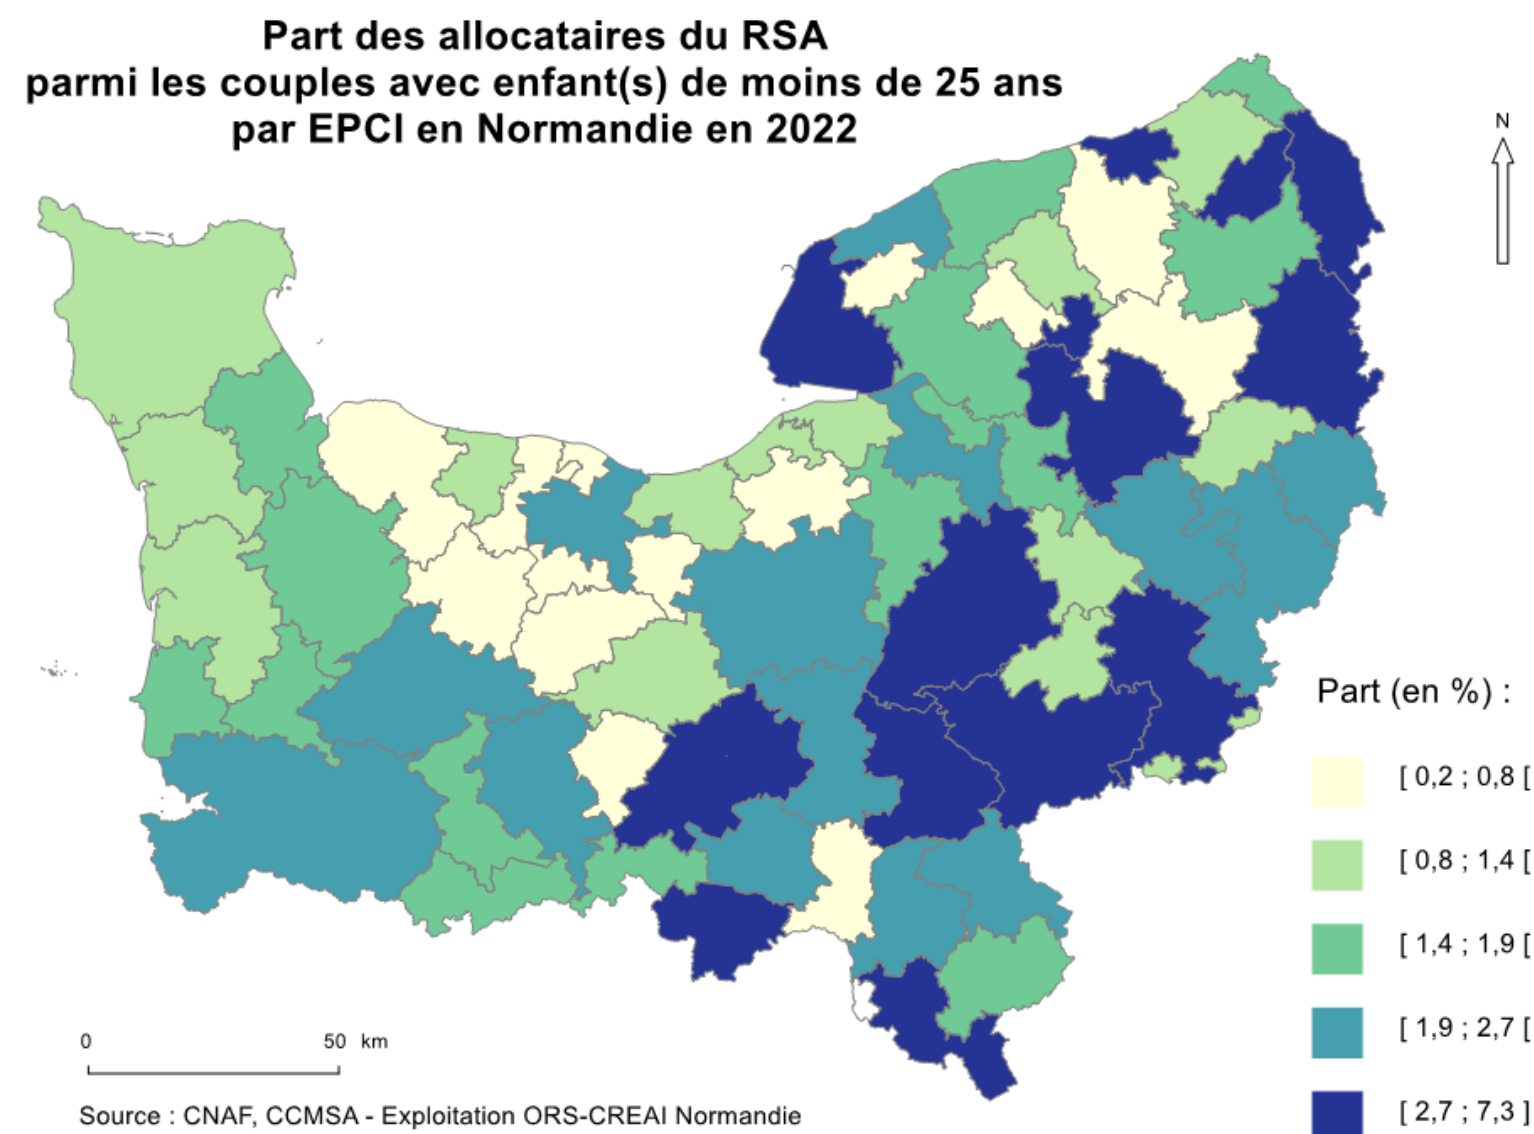 Part des allocataires du RSA
parmi les couples avec enfant(s) de moins de 25 ans
par EPCI en Normandie en 2022
N
Part (en %) :
[ 0,2 ; 0,8 [
[ 0,8 ; 1,4 [
[ 1,4 ; 1,9 [
[ 1,9 ; 2,7 [
[ 2,7 ; 7,3 ]
0 50 km
Source : CNAF, CCMSA - Exploitation ORS-CREAI Normandie